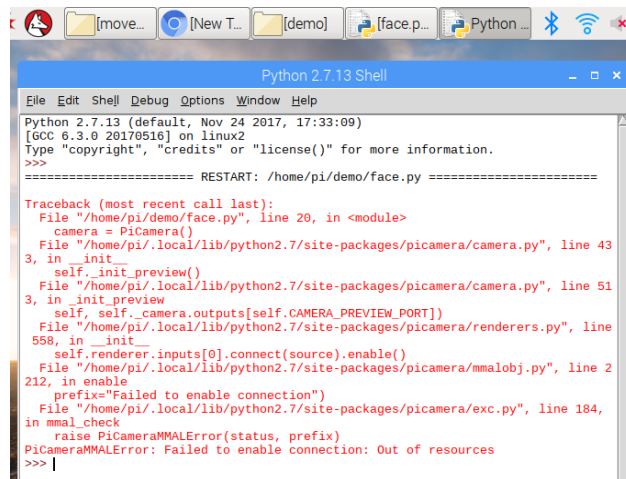 [move... [New T... [demo] [face.p... Python ...
Python 2.7.13 Shell
File Edit Shell Debug Options Window Help
Python 2.7.13 (default, Nov 24 2017, 17:33:09)
[GCC 6.3.0 20170516] on linux2
Type "copyright", "credits" or "license()" for more information.
>>>
======================= RESTART: /home/pi/demo/face.py =======================
Traceback (most recent call last):
File "/home/pi/demo/face.py", line 20, in <module>
camera = PiCamera()
File "/home/pi/.local/lib/python2.7/site-packages/picamera/camera.py", line 43
3, in __init__
self._init_preview()
File "/home/pi/.local/lib/python2.7/site-packages/picamera/camera.py", line 51
3, in _init_preview
self, self._camera.outputs[self.CAMERA_PREVIEW_PORT])
File "/home/pi/.local/lib/python2.7/site-packages/picamera/renderers.py", line
558, in __init__
self.renderer.inputs[0].connect(source).enable()
File "/home/pi/.local/lib/python2.7/site-packages/picamera/mmalobj.py", line 2
212, in enable
prefix="Failed to enable connection")
File "/home/pi/.local/lib/python2.7/site-packages/picamera/exc.py", line 184,
in mmal_check
raise PiCameraMMALError(status, prefix)
PiCameraMMALError: Failed to enable connection: Out of resources
>>>